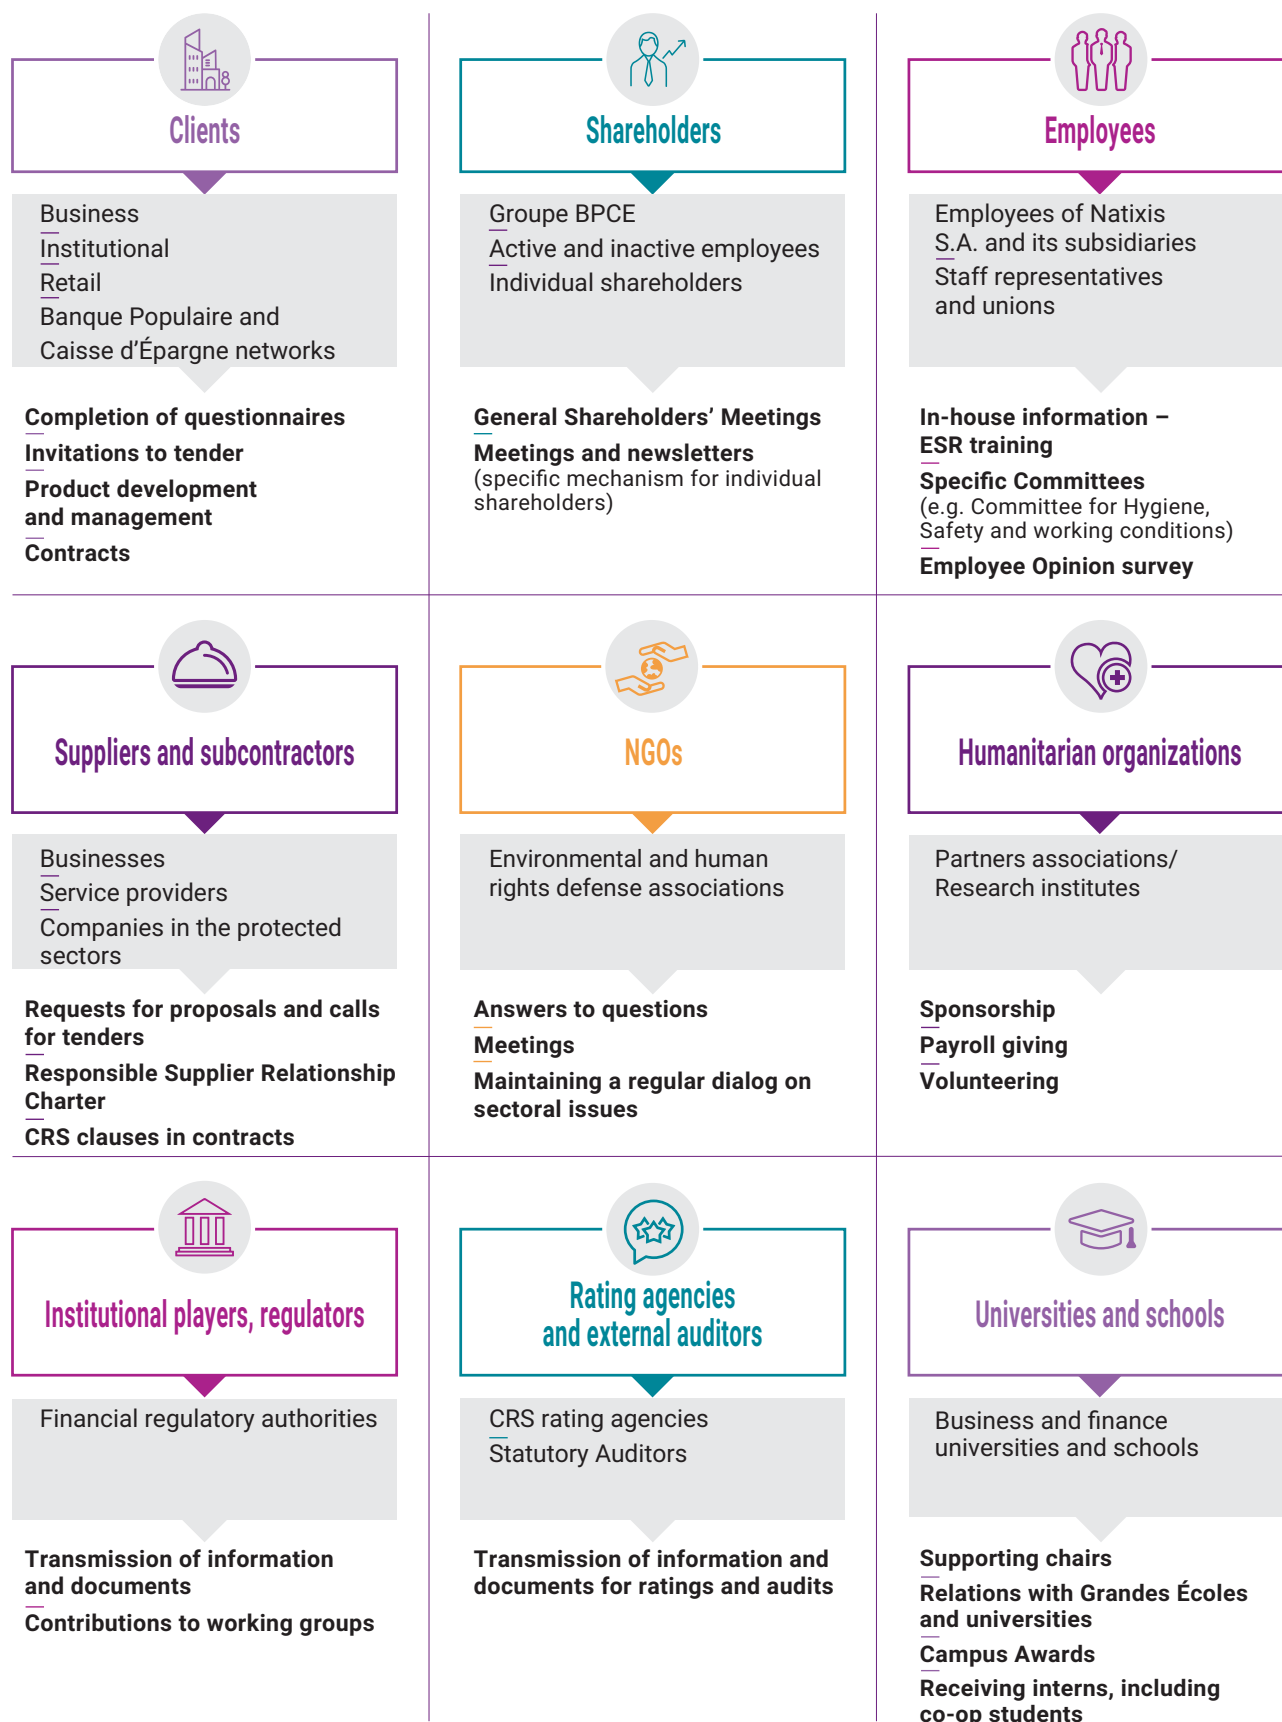 Clients
Business
Institutional
Retail
Banque Populaire and
Caisse d’Épargne networks
Completion of questionnaires
Invitations to tender
Product development
and management
Contracts
Shareholders
Groupe BPCE
Active and inactive employees
Individual shareholders
General Shareholders’ Meetings
Meetings and newsletters
(specific mechanism for individual
shareholders)
Employees
Employees of Natixis
S.A. and its subsidiaries
Staff representatives
and unions
In-house information –
ESR training
Specific Committees
(e.g. Committee for Hygiene,
Safety and working conditions)
Employee Opinion survey
Suppliers and subcontractors
Businesses
Service providers
Companies in the protected
sectors
Requests for proposals and calls
for tenders
Responsible Supplier Relationship
Charter
CRS clauses in contracts
NGOs
Environmental and human
rights defense associations
Answers to questions
Meetings
Maintaining a regular dialog on
sectoral issues
Humanitarian organizations
Partners associations/
Research institutes
Sponsorship
Payroll giving
Volunteering
Institutional players, regulators
Financial regulatory authorities
Transmission of information
and documents
Contributions to working groups
Rating agencies
and external auditors
CRS rating agencies
Statutory Auditors
Transmission of information and
documents for ratings and audits
Universities and schools
Business and finance
universities and schools
Supporting chairs
Relations with Grandes Écoles
and universities
Campus Awards
Receiving interns, including
co-op students